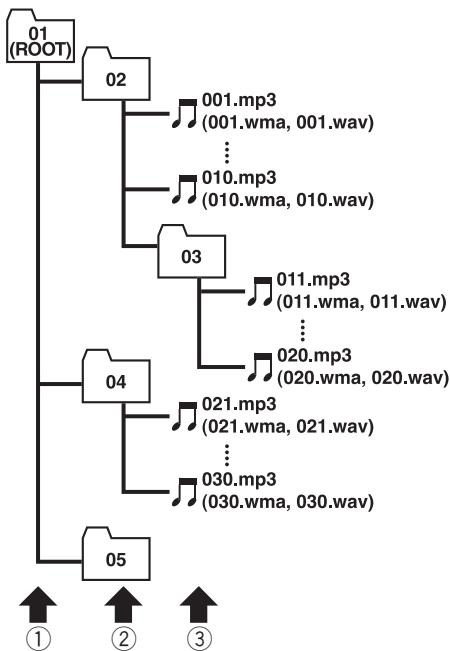 01
(ROOT)
02
001.mp3
(001.wma, 001.wav)
010.mp3
(010.wma, 010.wav)
03
011.mp3
(011.wma, 011.wav)
020.mp3
(020.wma, 020.wav)
04
021.mp3
(021.wma, 021.wav)
030.mp3
(030.wma, 030.wav)
05
① ② ③